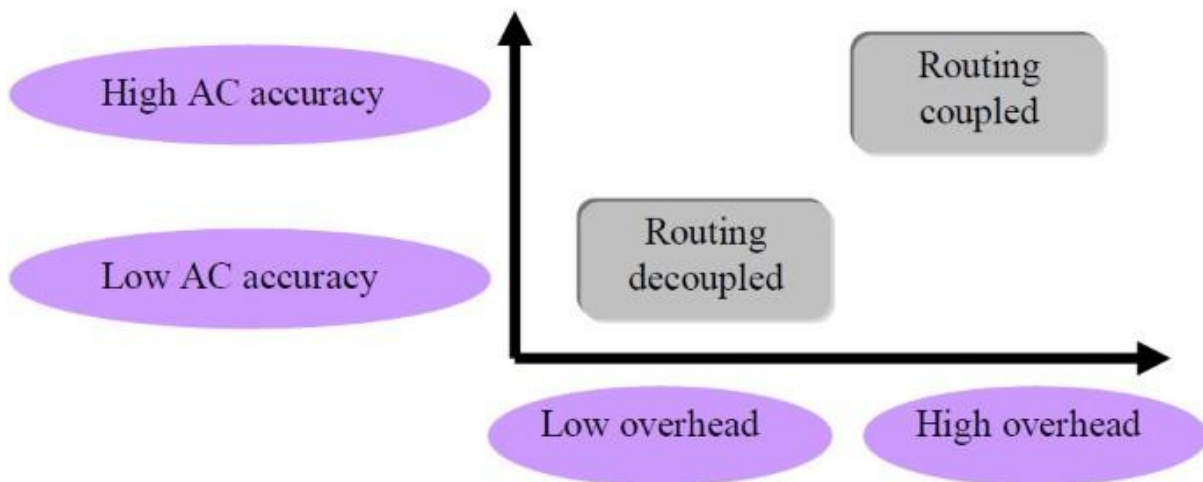 High AC accuracy
Routing
coupled
Low AC accuracy
Routing
decoupled
Low overhead
High overhead